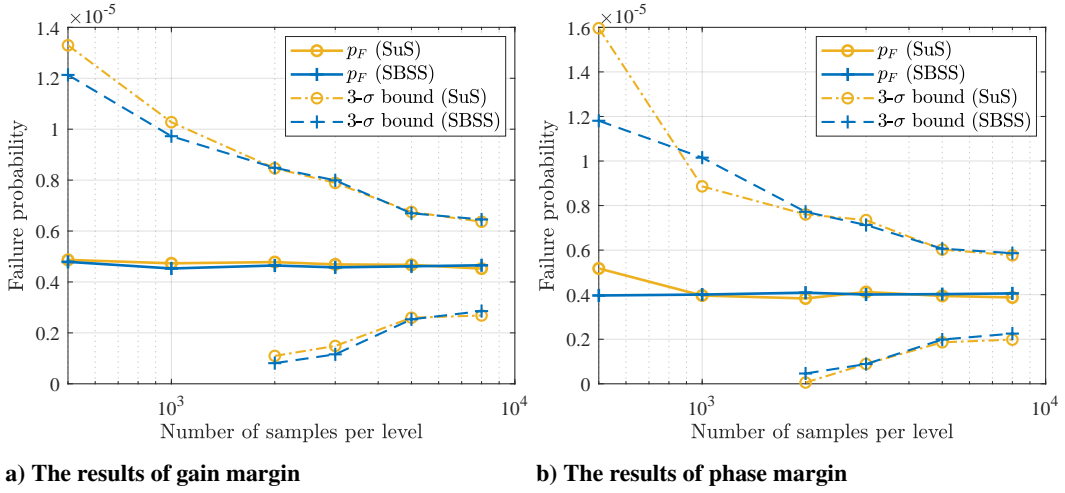 ×10⁻⁵
1.4
1.2
1
0.8
0.6
0.4
0.2
0
10³
10⁴
Failure probability
Number of samples per level
p_F (SuS)
p_F (SBSS)
3-σ bound (SuS)
3-σ bound (SBSS)
a) The results of gain margin
×10⁻⁵
1.6
1.4
1.2
1
0.8
0.6
0.4
0.2
0
10³
10⁴
Failure probability
Number of samples per level
p_F (SuS)
p_F (SBSS)
3-σ bound (SuS)
3-σ bound (SBSS)
b) The results of phase margin